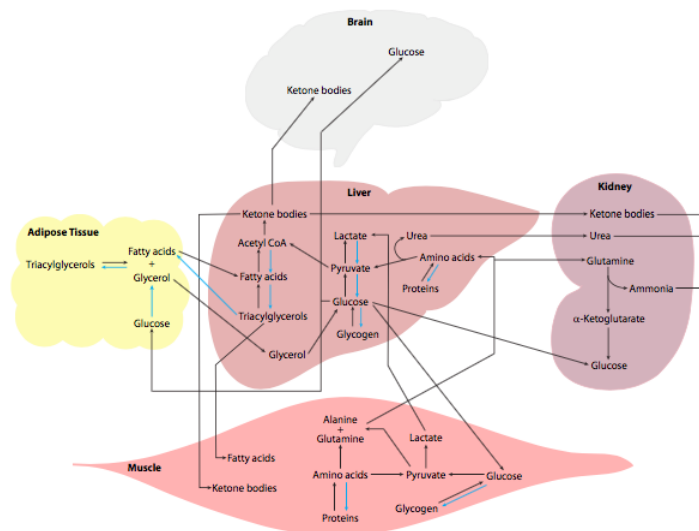 Brain
Glucose
Ketone bodies
Liver
Kidney
Ketone bodies
Ketone bodies
Adipose Tissue
Lactate
Urea
Urea
Acetyl CoA
Fatty acids
+
Glycerol
Triacylglycerols
Pyruvate
Amino acids
Glutamine
Fatty acids
Proteins
Ammonia
Glucose
Triacylglycerols
Glucose
Glycogen
α-Ketoglutarate
Glycerol
Glucose
Alanine
+
Glutamine
Lactate
Muscle
Fatty acids
Ketone bodies
Amino acids
Pyruvate
Glucose
Glycogen
Proteins